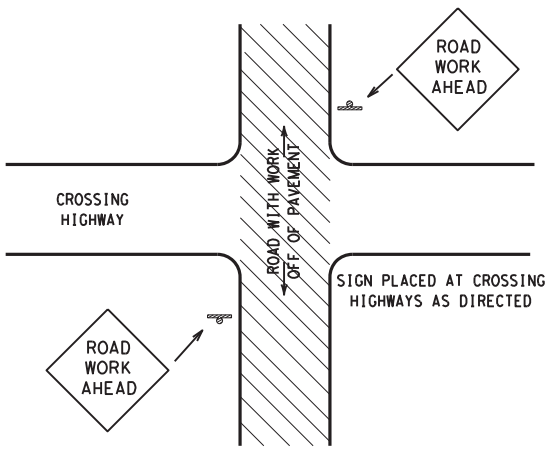 ROAD
WORK
AHEAD
CROSSING
HIGHWAY
ROAD WITH WORK
OFF OF PAVEMENT
SIGN PLACED AT CROSSING
HIGHWAYS AS DIRECTED
ROAD
WORK
AHEAD